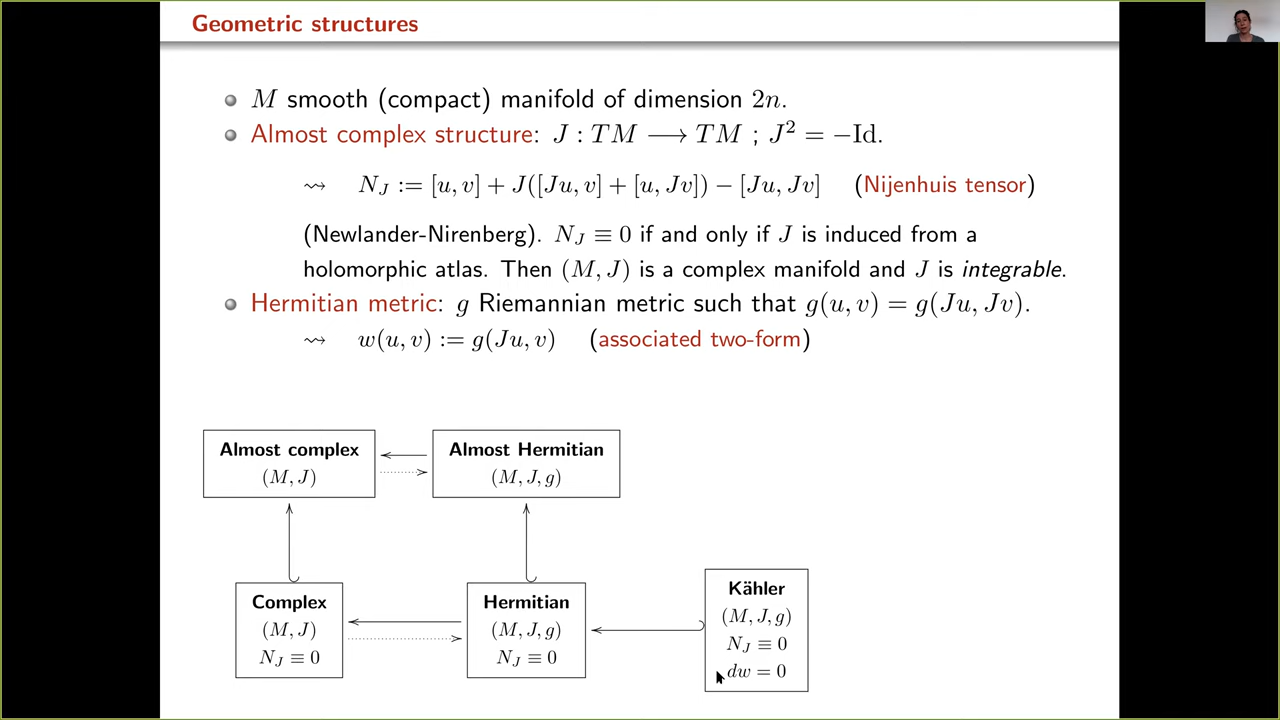 Geometric structures
M smooth (compact) manifold of dimension 2n.
Almost complex structure: J : TM ⟶ TM ; J² = −Id.
⇝ N_J := [u, v] + J([Ju, v] + [u, Jv]) − [Ju, Jv] (Nijenhuis tensor)
(Newlander-Nirenberg). N_J ≡ 0 if and only if J is induced from a
holomorphic atlas. Then (M, J) is a complex manifold and J is integrable.
Hermitian metric: g Riemannian metric such that g(u, v) = g(Ju, Jv).
⇝ w(u, v) := g(Ju, v) (associated two-form)
Almost complex
(M, J)
Almost Hermitian
(M, J, g)
Complex
(M, J)
N_J ≡ 0
Hermitian
(M, J, g)
N_J ≡ 0
Kähler
(M, J, g)
N_J ≡ 0
dw = 0